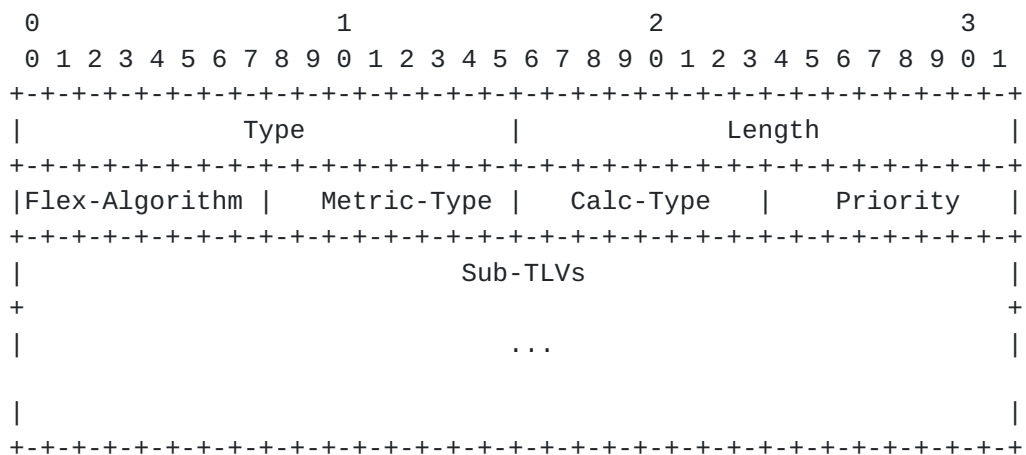 0                   1                   2                   3
 0 1 2 3 4 5 6 7 8 9 0 1 2 3 4 5 6 7 8 9 0 1 2 3 4 5 6 7 8 9 0 1
+-+-+-+-+-+-+-+-+-+-+-+-+-+-+-+-+-+-+-+-+-+-+-+-+-+-+-+-+-+-+-+-+
|              Type             |             Length            |
+-+-+-+-+-+-+-+-+-+-+-+-+-+-+-+-+-+-+-+-+-+-+-+-+-+-+-+-+-+-+-+-+
|Flex-Algorithm |   Metric-Type |   Calc-Type   |    Priority   |
+-+-+-+-+-+-+-+-+-+-+-+-+-+-+-+-+-+-+-+-+-+-+-+-+-+-+-+-+-+-+-+-+
|                            Sub-TLVs                           |
+                                                               +
|                               ...                             |

|                                                               |
+-+-+-+-+-+-+-+-+-+-+-+-+-+-+-+-+-+-+-+-+-+-+-+-+-+-+-+-+-+-+-+-+